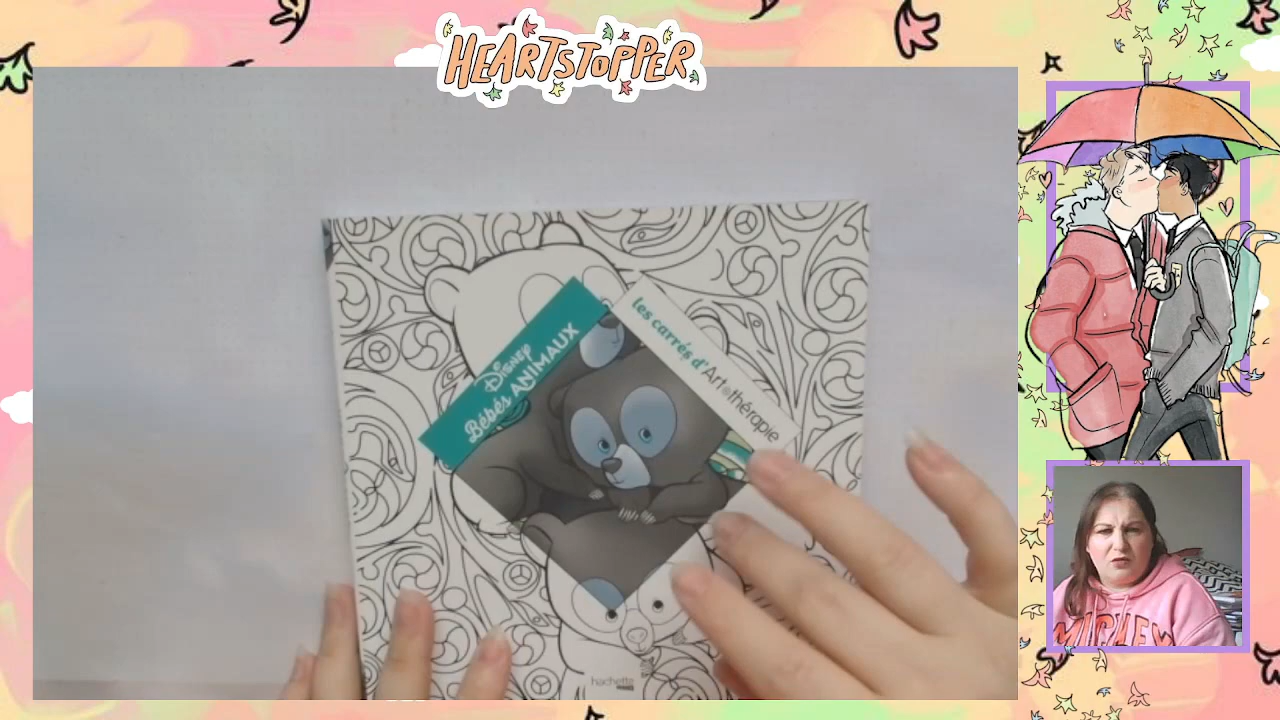 HEARTSTOPPER
DISNEY
Bébés ANIMAUX
les carrés d'Art-thérapie
hachette